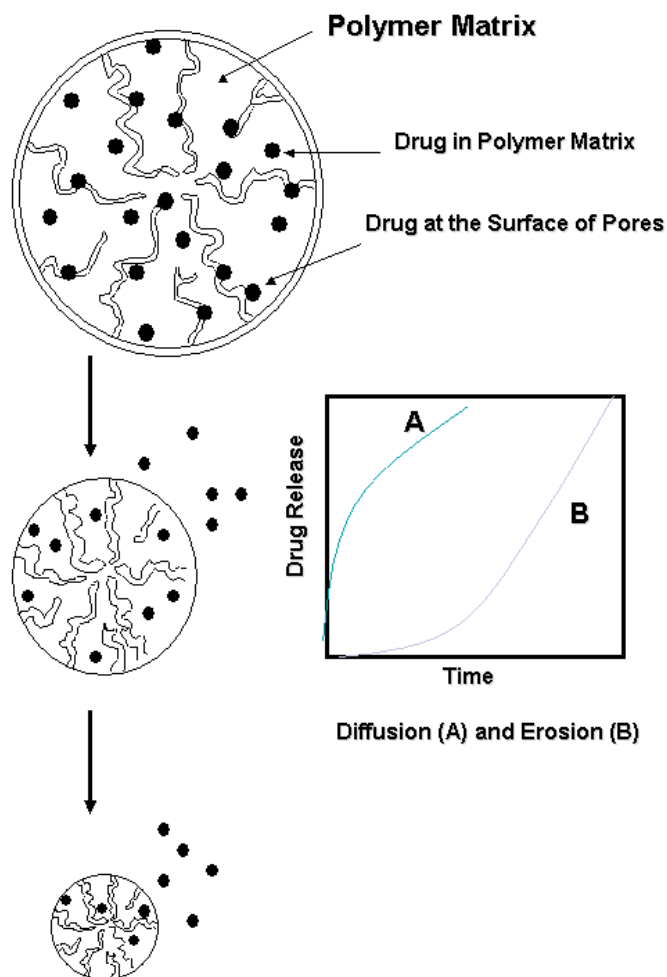 Polymer Matrix
Drug in Polymer Matrix
Drug at the Surface of Pores
A
B
Drug Release
Time
Diffusion (A) and Erosion (B)